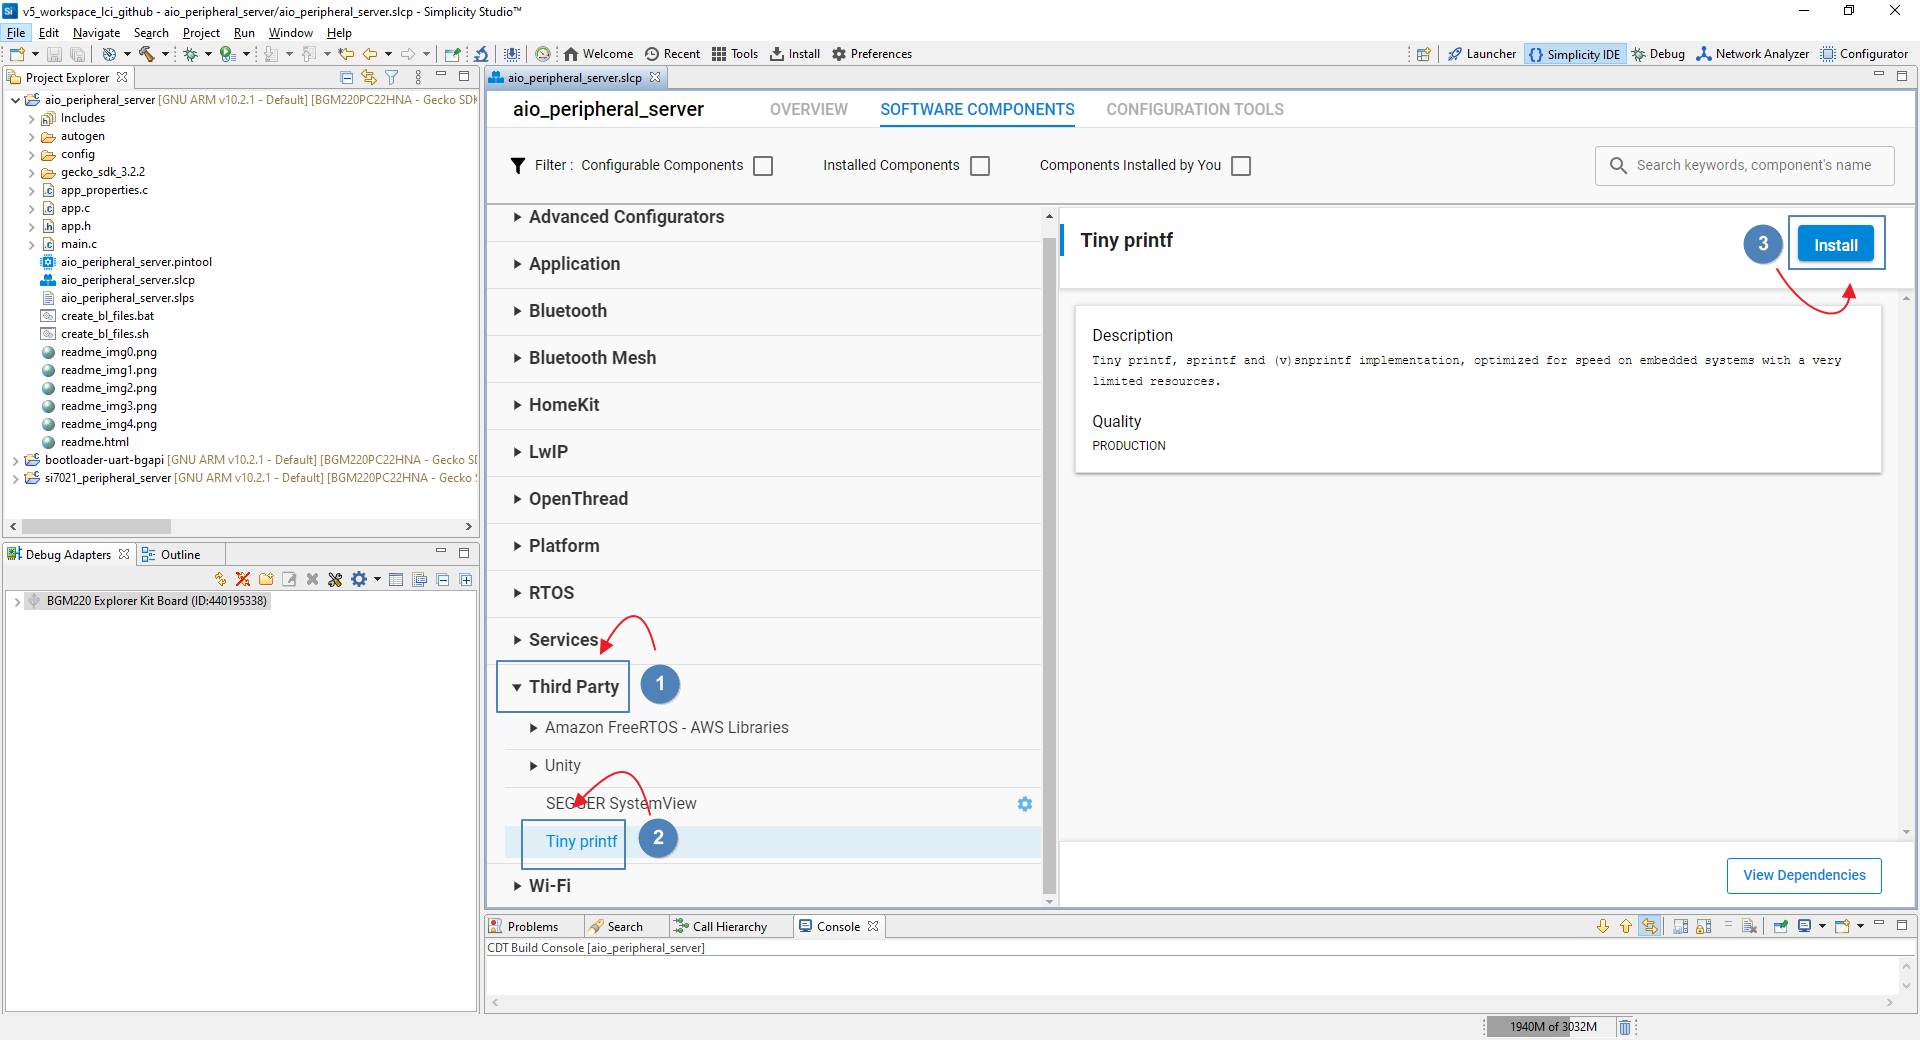 v5_workspace_lci_github - aio_peripheral_server/aio_peripheral_server.slcp - Simplicity Studio™
File Edit Navigate Search Project Run Window Help
Welcome Recent Tools Install Preferences Launcher Simplicity IDE Debug Network Analyzer Configurator
Project Explorer
aio_peripheral_server [GNU ARM v10.2.1 - Default] [BGM220PC22HNA - Gecko SDK
Includes
autogen
config
gecko_sdk_3.2.2
app_properties.c
app.c
app.h
main.c
aio_peripheral_server.pintool
aio_peripheral_server.slcp
aio_peripheral_server.slps
create_bl_files.bat
create_bl_files.sh
readme_img0.png
readme_img1.png
readme_img2.png
readme_img3.png
readme_img4.png
readme.html
bootloader-uart-bgapi [GNU ARM v10.2.1 - Default] [BGM220PC22HNA - Gecko SD
si7021_peripheral_server [GNU ARM v10.2.1 - Default] [BGM220PC22HNA - Gecko
Debug Adapters Outline
BGM220 Explorer Kit Board (ID:440195338)
aio_peripheral_server.slcp
aio_peripheral_server OVERVIEW SOFTWARE COMPONENTS CONFIGURATION TOOLS
Filter : Configurable Components Installed Components Components Installed by You Search keywords, component's name
Advanced Configurators
Application
Bluetooth
Bluetooth Mesh
HomeKit
LwIP
OpenThread
Platform
RTOS
Services
Third Party 1
Amazon FreeRTOS - AWS Libraries
Unity
SEGGER SystemView
Tiny printf 2
Wi-Fi
Tiny printf 3 Install
Description
Tiny printf, sprintf and (v)snprintf implementation, optimized for speed on embedded systems with a very
limited resources.
Quality
PRODUCTION
View Dependencies
Problems Search Call Hierarchy Console
CDT Build Console [aio_peripheral_server]
1940M of 3032M